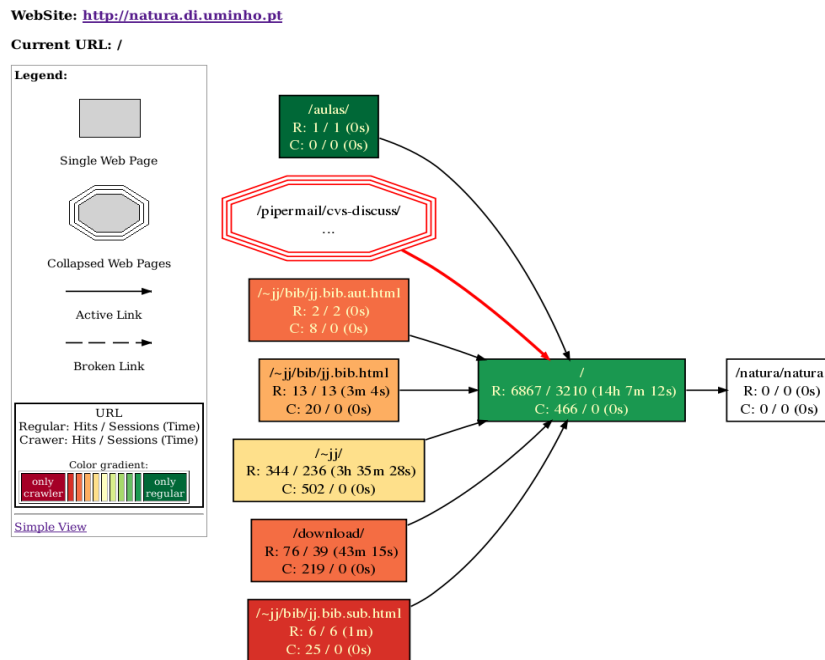 WebSite: http://natura.di.uminho.pt
Current URL: /
Legend:
Single Web Page
Collapsed Web Pages
Active Link
Broken Link
URL
Regular: Hits / Sessions (Time)
Crawer: Hits / Sessions (Time)
Color gradient:
only
crawler
only
regular
Simple View
/aulas/
R: 1 / 1 (0s)
C: 0 / 0 (0s)
/pipermail/cvs-discuss/
...
/~jj/bib/jj.bib.aut.html
R: 2 / 2 (0s)
C: 8 / 0 (0s)
/~jj/bib/jj.bib.html
R: 13 / 13 (3m 4s)
C: 20 / 0 (0s)
/~jj/
R: 344 / 236 (3h 35m 28s)
C: 502 / 0 (0s)
/download/
R: 76 / 39 (43m 15s)
C: 219 / 0 (0s)
/~jj/bib/jj.bib.sub.html
R: 6 / 6 (1m)
C: 25 / 0 (0s)
/
R: 6867 / 3210 (14h 7m 12s)
C: 466 / 0 (0s)
/natura/natura
R: 0 / 0 (0s)
C: 0 / 0 (0s)